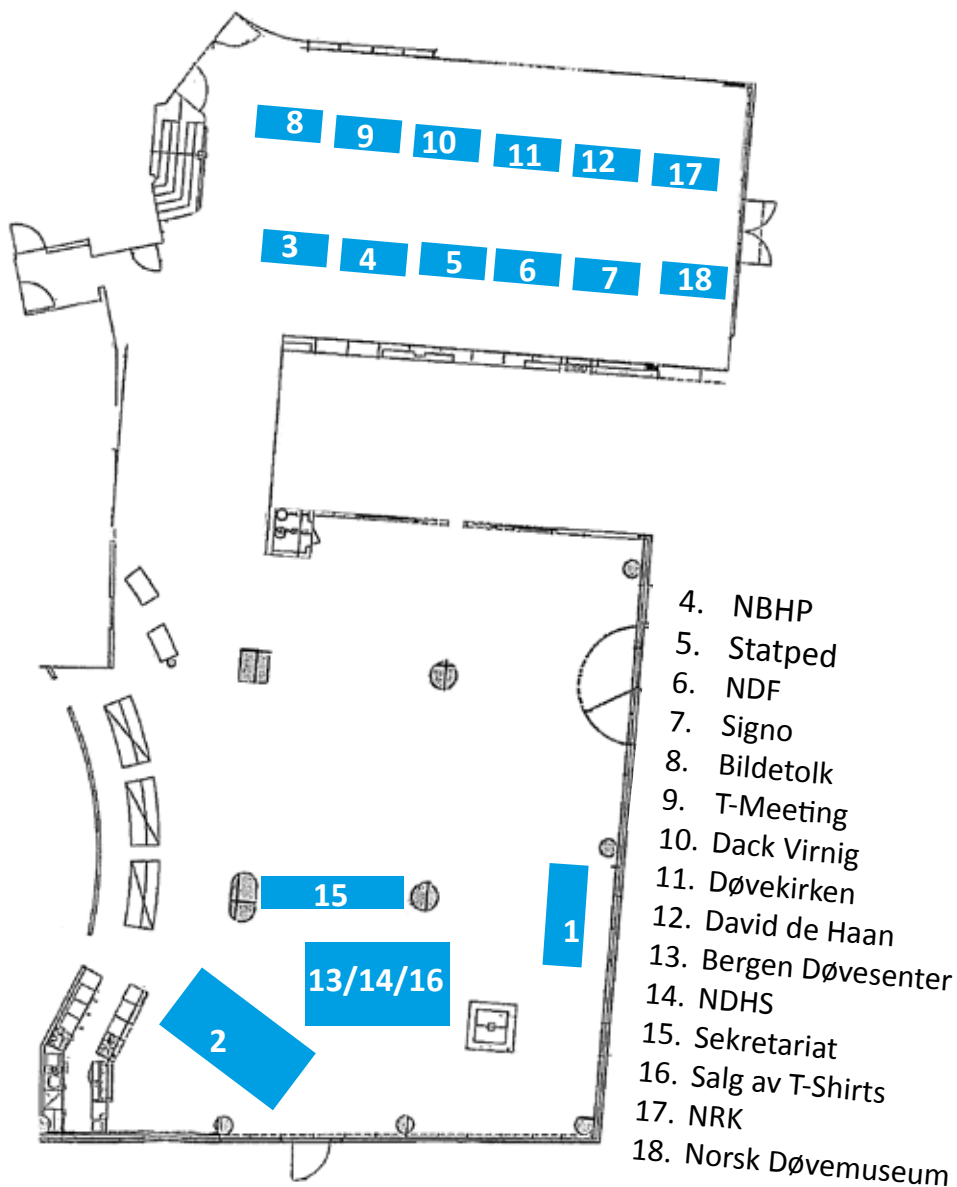 8
9
10
11
12
17
3
4
5
6
7
18
15
1
13/14/16
2
4. NBHP
5. Statped
6. NDF
7. Signo
8. Bildetolk
9. T-Meeting
10. Dack Virnig
11. Døvekirken
12. David de Haan
13. Bergen Døvesenter
14. NDHS
15. Sekretariat
16. Salg av T-Shirts
17. NRK
18. Norsk Døvemuseum